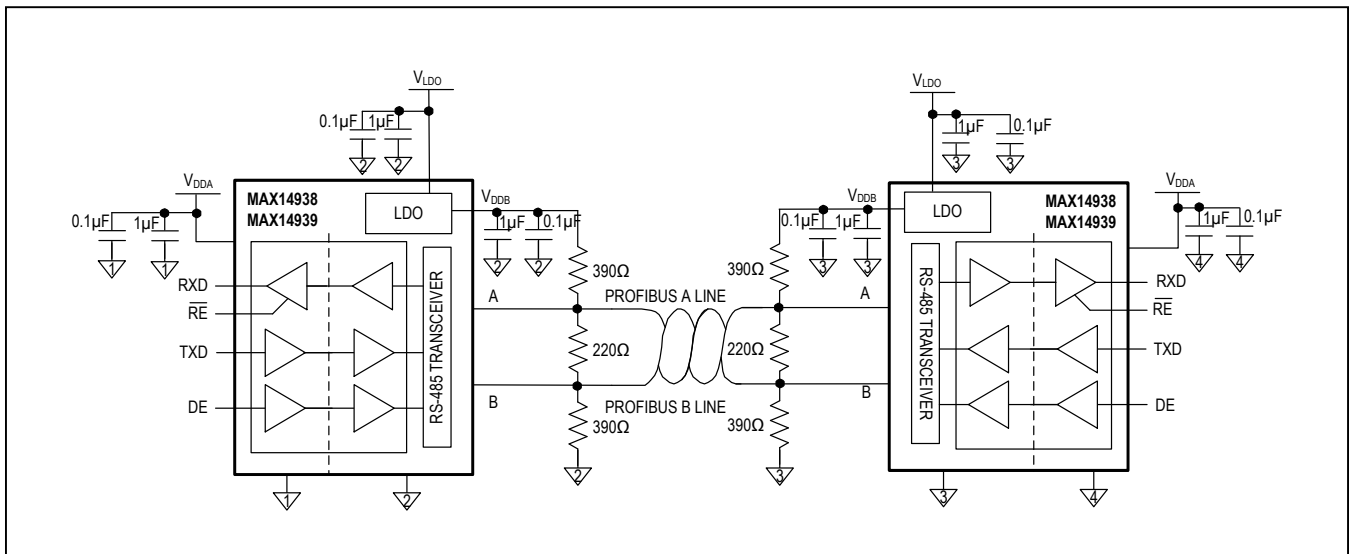 VLDO
0.1µF 1µF
2 2
VDDA
0.1µF 1µF
1 1
MAX14938
MAX14939
LDO
VDDB
1µF 0.1µF
2 2
RXD
RE
TXD
DE
RS-485 TRANSCEIVER
A
B
390Ω
220Ω
390Ω
2
1 2
PROFIBUS A LINE
PROFIBUS B LINE
VLDO
1µF 0.1µF
3 3
VDDB
0.1µF 1µF
3 3
LDO
MAX14938
MAX14939
VDDA
1µF 0.1µF
4 4
390Ω
220Ω
390Ω
3
A
B
RS-485 TRANSCEIVER
RXD
RE
TXD
DE
3 4